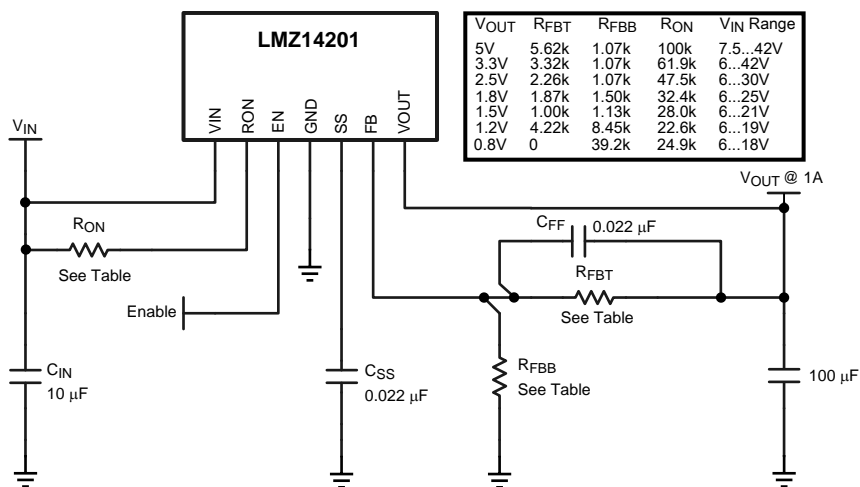 LMZ14201
VIN
RON
EN
GND
SS
FB
VOUT
VOUT RFBT RFBB RON VIN Range
5V 5.62k 1.07k 100k 7.5...42V
3.3V 3.32k 1.07k 61.9k 6...42V
2.5V 2.26k 1.07k 47.5k 6...30V
1.8V 1.87k 1.50k 32.4k 6...25V
1.5V 1.00k 1.13k 28.0k 6...21V
1.2V 4.22k 8.45k 22.6k 6...19V
0.8V 0 39.2k 24.9k 6...18V
VIN
VOUT @ 1A
RON
See Table
CFF 0.022 μF
RFBT
See Table
Enable
CIN
10 μF
CSS
0.022 μF
RFBB
See Table
100 μF